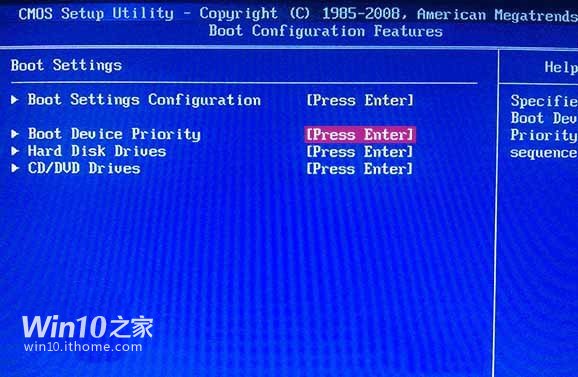 CMOS Setup Utility - Copyright (C) 1985-2008, American Megatrends
Boot Configuration Features
Boot Settings
Help
▶ Boot Settings Configuration [Press Enter]
Specifie
Boot Dev
▶ Boot Device Priority [Press Enter]
Priority
▶ Hard Disk Drives [Press Enter]
sequence
▶ CD/DVD Drives [Press Enter]
Win10之家
win10.ithome.com